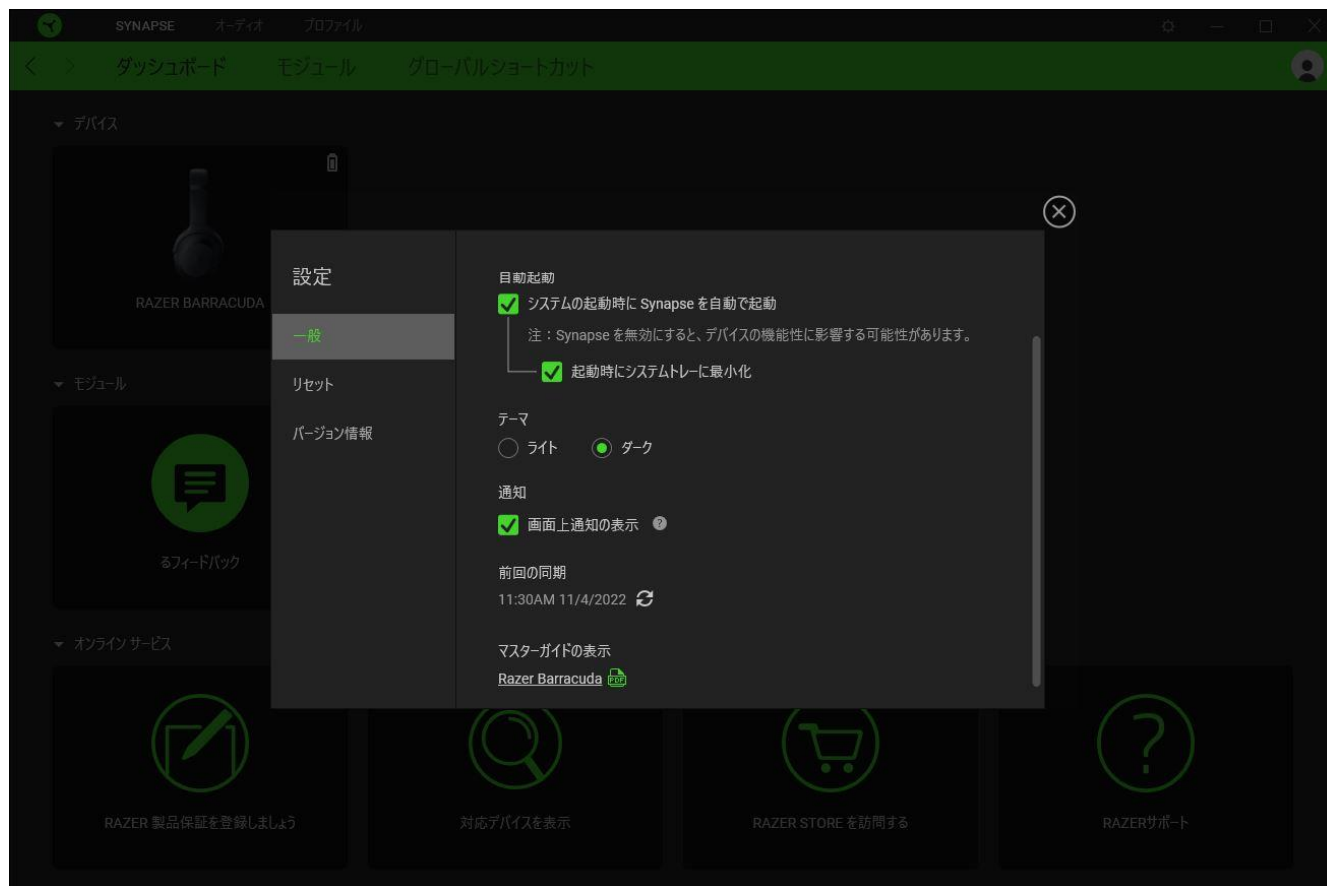 SYNAPSE オーディオ プロファイル
ダッシュボード モジュール グローバルショートカット
デバイス
RAZER BARRACUDA
モジュール
るフィードバック
オンライン サービス
RAZER 製品保証を登録しましょう
対応デバイスを表示
RAZER STORE を訪問する
RAZERサポート
設定
一般
リセット
バージョン情報
自動起動
システムの起動時に Synapse を自動で起動
注：Synapse を無効にすると、デバイスの機能性に影響する可能性があります。
起動時にシステムトレーに最小化
テーマ
ライト ダーク
通知
画面上通知の表示 ?
前回の同期
11:30AM 11/4/2022
マスターガイドの表示
Razer Barracuda PDF